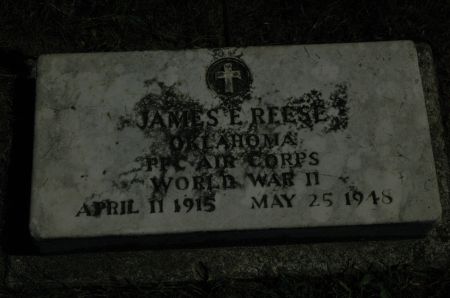 JAMES E REESE
OKLAHOMA
PFC AIR CORPS
WORLD WAR II
APRIL 11 1915 MAY 25 1948